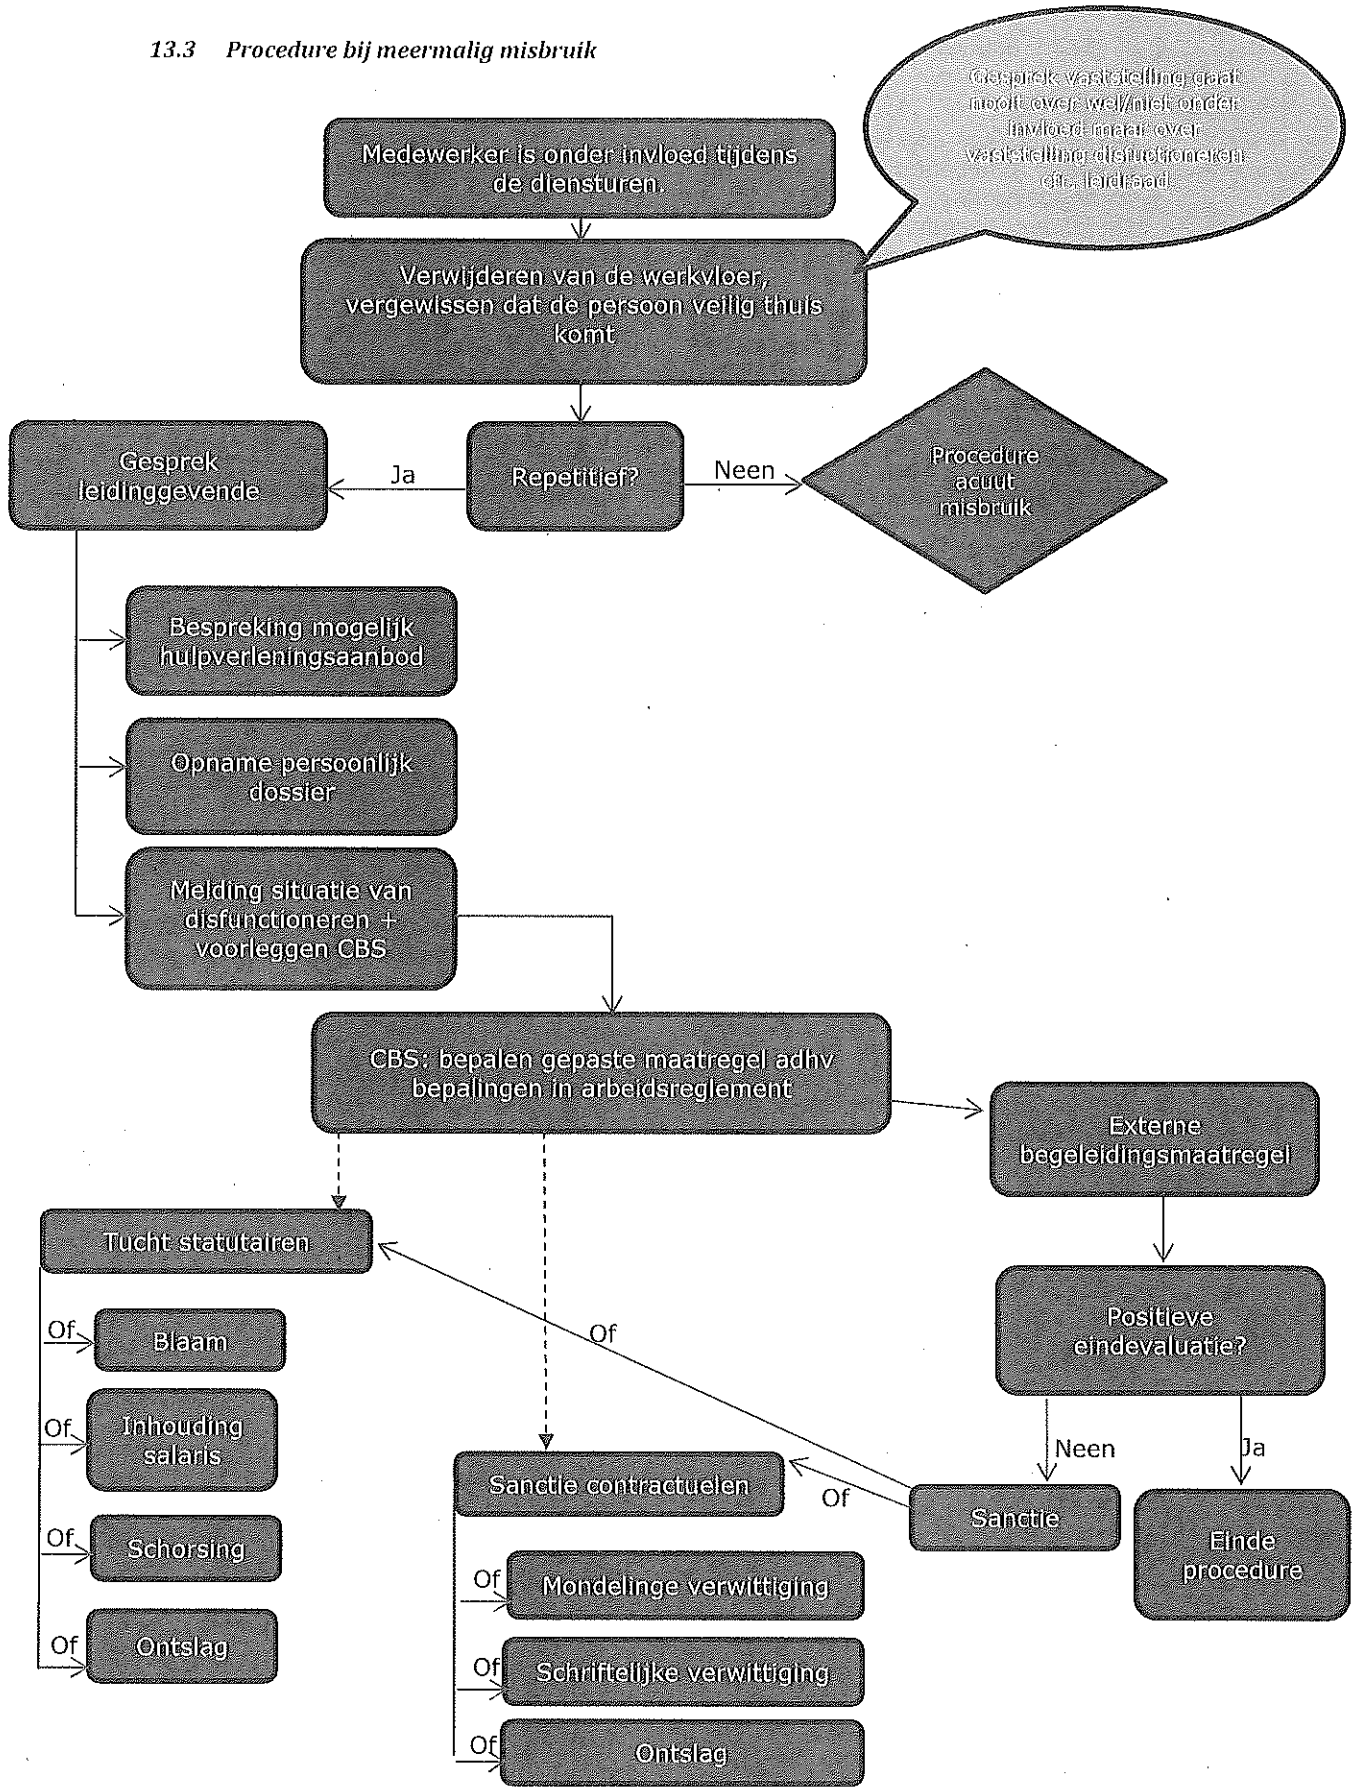 13.3 Procedure bij meermalig misbruik
Gesprek vaststelling gaat
nooit over wel/niet onder
invloed maar over
vaststelling disfuctioneren
cfr. leidraad
Medewerker is onder invloed tijdens
de diensturen.
Verwijderen van de werkvloer,
vergewissen dat de persoon veilig thuis
komt
Gesprek
leidinggevende
Ja
Repetitief?
Neen
Procedure
acuut
misbruik
Bespreking mogelijk
hulpverleningsaanbod
Opname persoonlijk
dossier
Melding situatie van
disfunctioneren +
voorleggen CBS
CBS: bepalen gepaste maatregel adhv
bepalingen in arbeidsreglement
Externe
begeleidingsmaatregel
Tucht statutairen
Positieve
eindevaluatie?
Of
Blaam
Of
Of
Inhouding
salaris
Neen
Ja
Sanctie contractuelen
Of
Sanctie
Einde
procedure
Of
Schorsing
Of
Mondelinge verwittiging
Of
Ontslag
Of
Schriftelijke verwittiging
Of
Ontslag